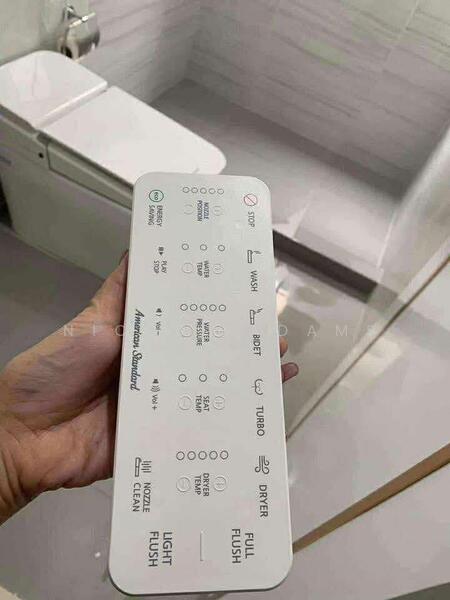 STOP
WASH
BIDET
TURBO
DRYER
FULL
FLUSH
NOZZLE
POSITION
WATER
TEMP
WATER
PRESSURE
SEAT
TEMP
DRYER
TEMP
eco
ENERGY
SAVING
PLAY
STOP
Vol −
Vol +
NOZZLE
CLEAN
LIGHT
FLUSH
American Standard